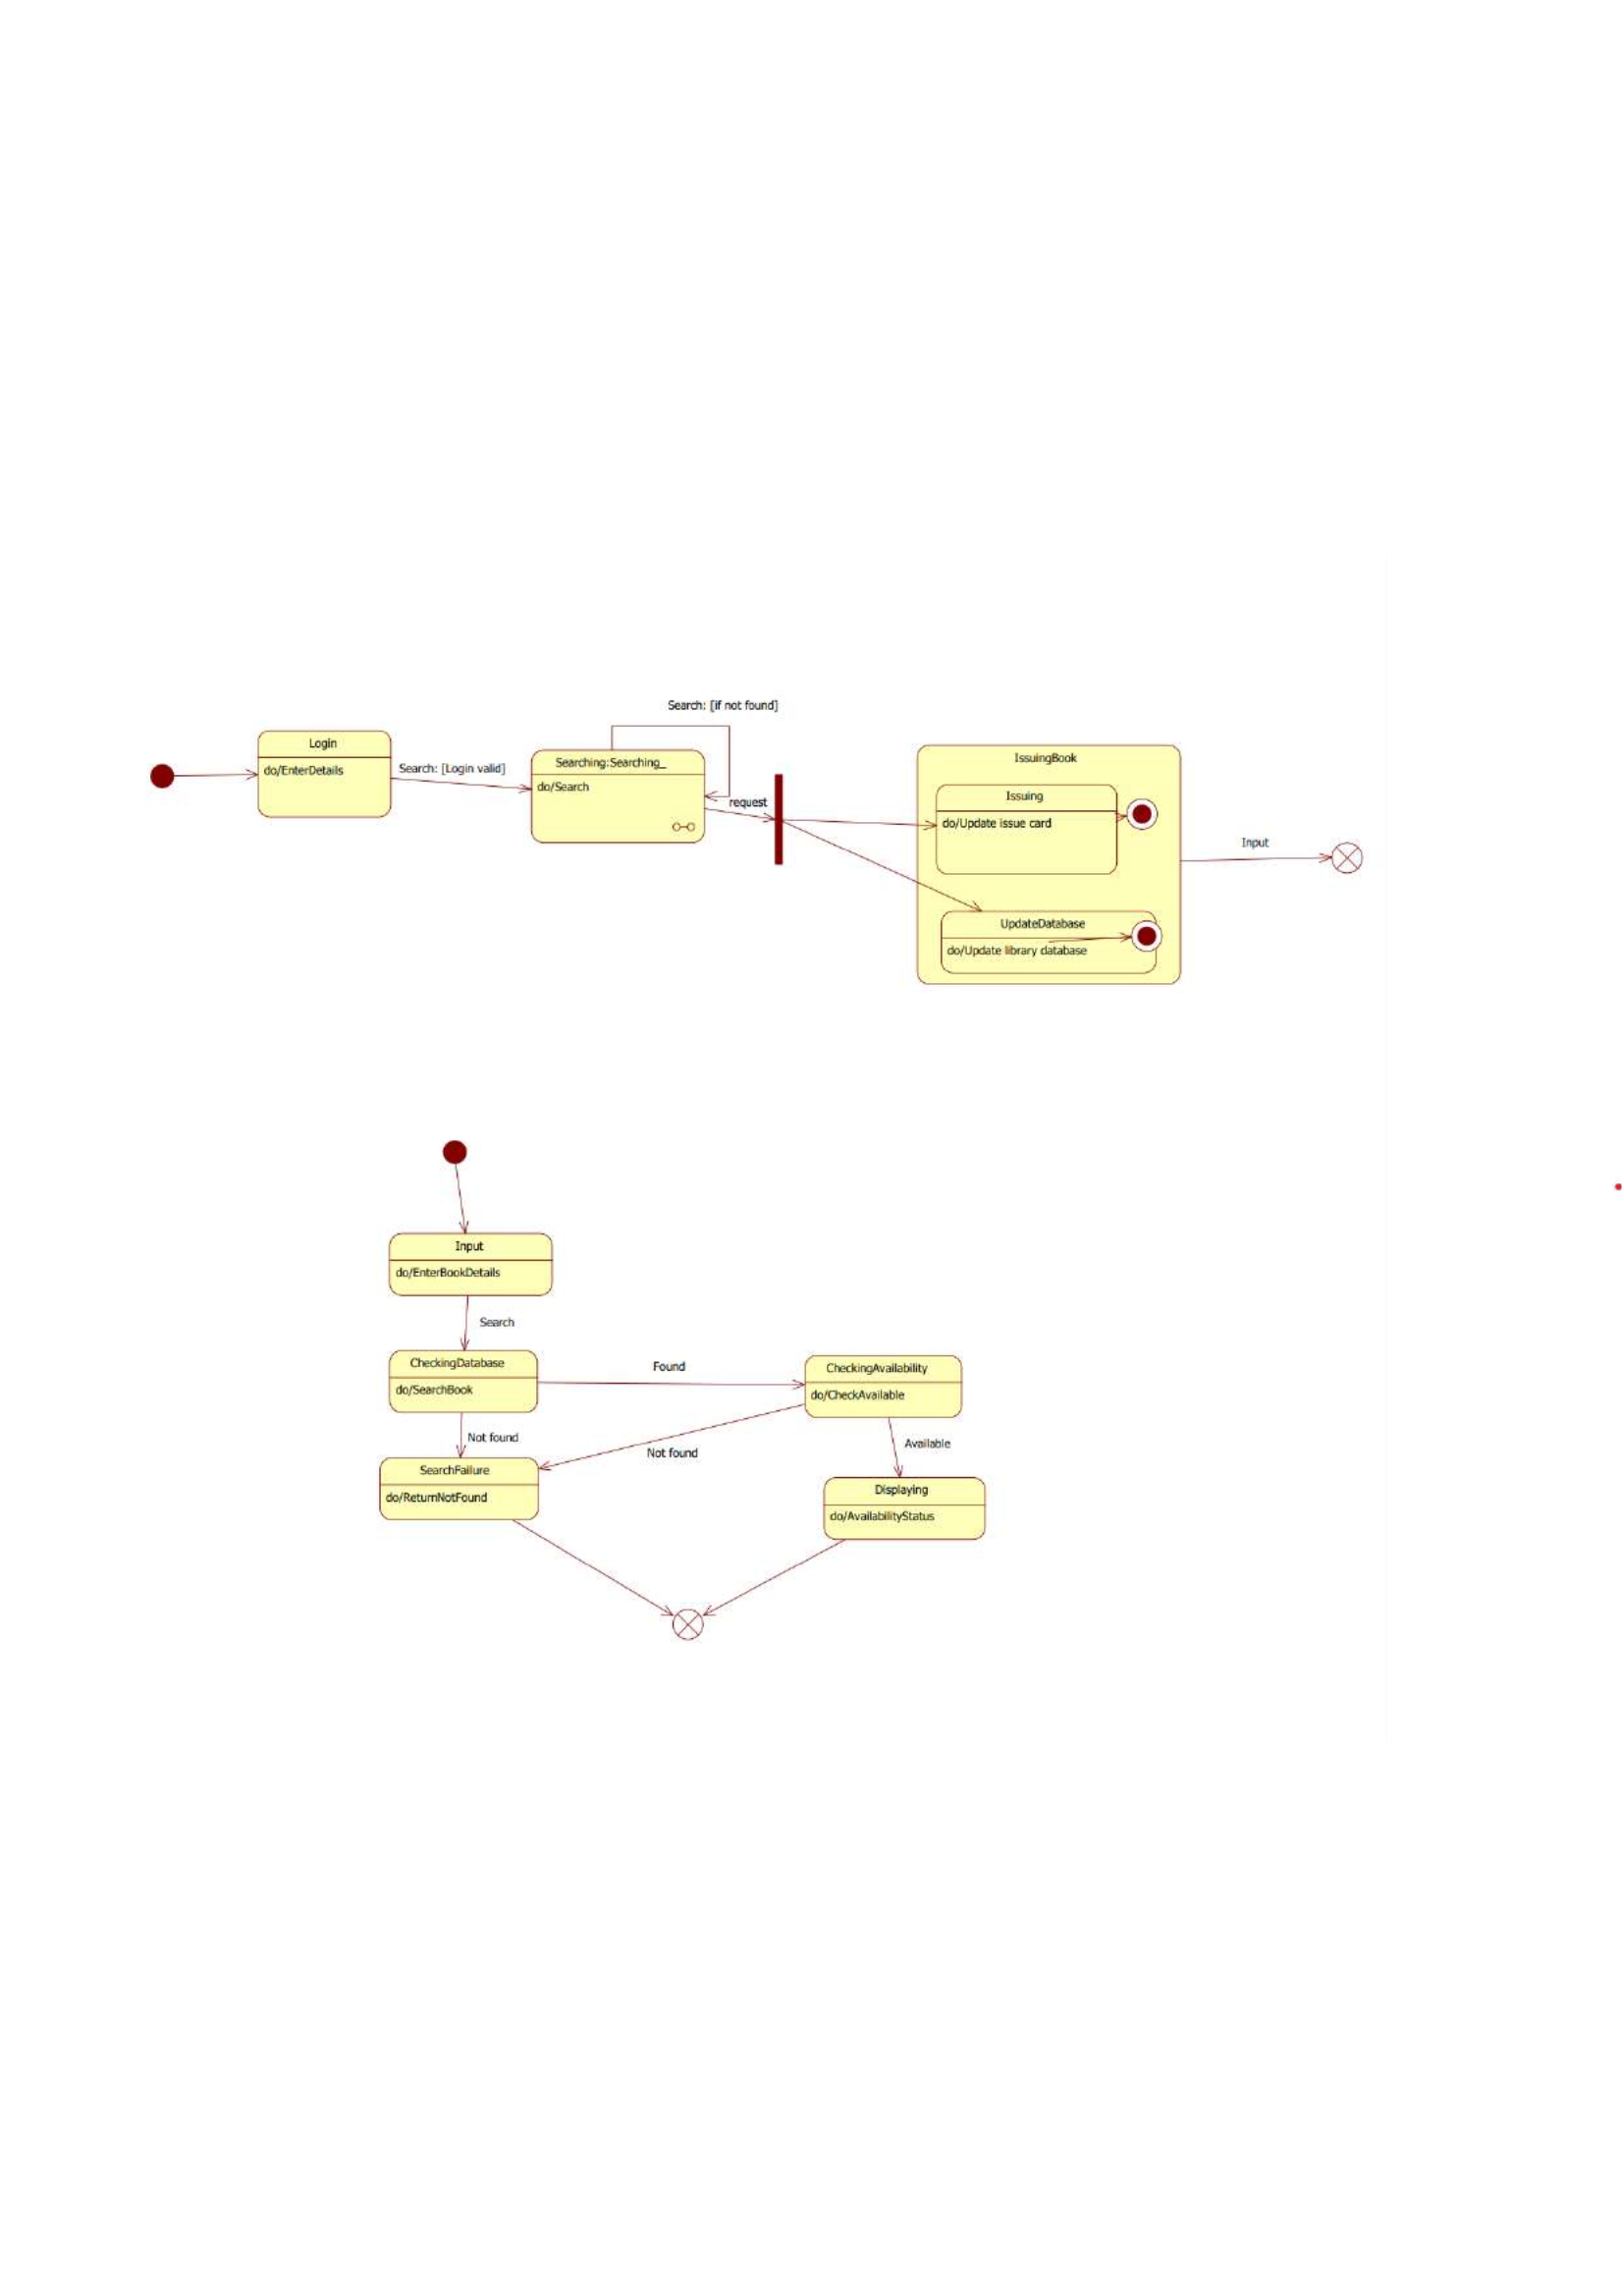 Search: [if not found]
Login
do/EnterDetails
Search: [Login valid]
Searching:Searching_
do/Search
request
IssuingBook
Issuing
do/Update issue card
UpdateDatabase
do/Update library database
Input
Input
do/EnterBookDetails
Search
CheckingDatabase
do/SearchBook
Found
CheckingAvailability
do/CheckAvailable
Not found
Not found
Available
SearchFailure
do/ReturnNotFound
Displaying
do/AvailabilityStatus